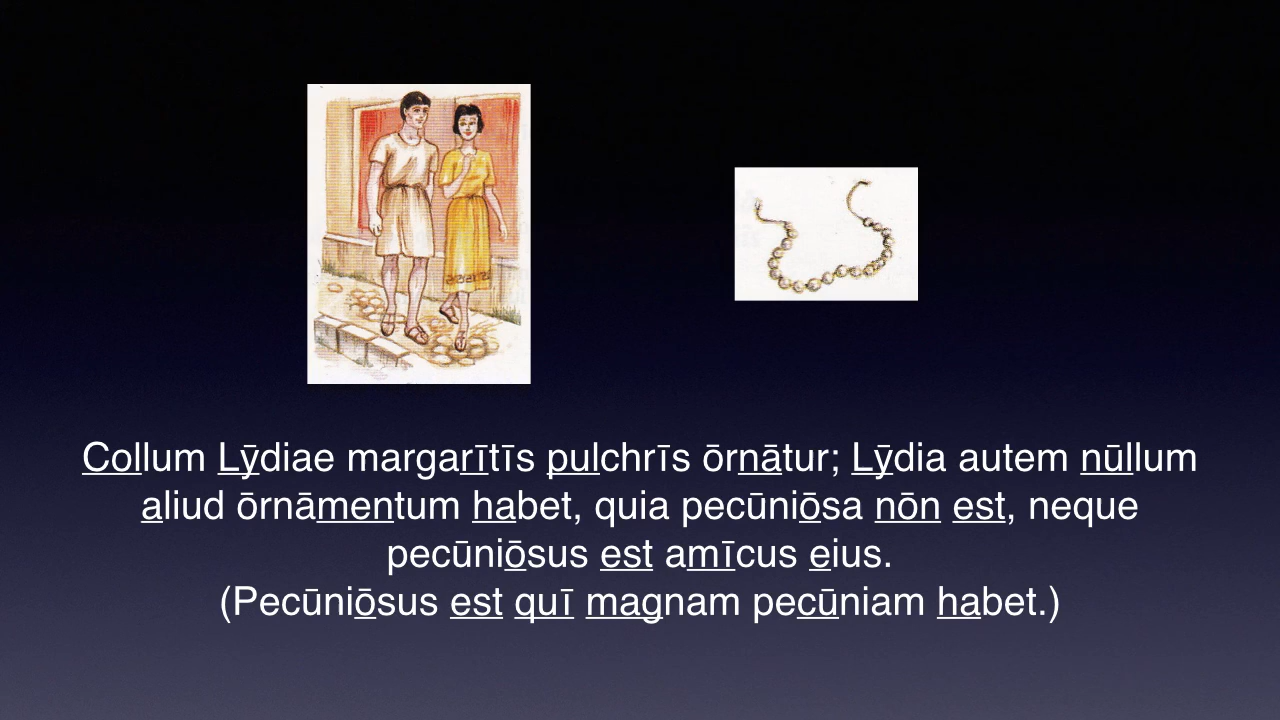 Collum Lȳdiae margarītīs pulchrīs ōrnātur; Lȳdia autem nūllum
aliud ōrnāmentum habet, quia pecūniōsa nōn est, neque
pecūniōsus est amīcus eius.
(Pecūniōsus est quī magnam pecūniam habet.)